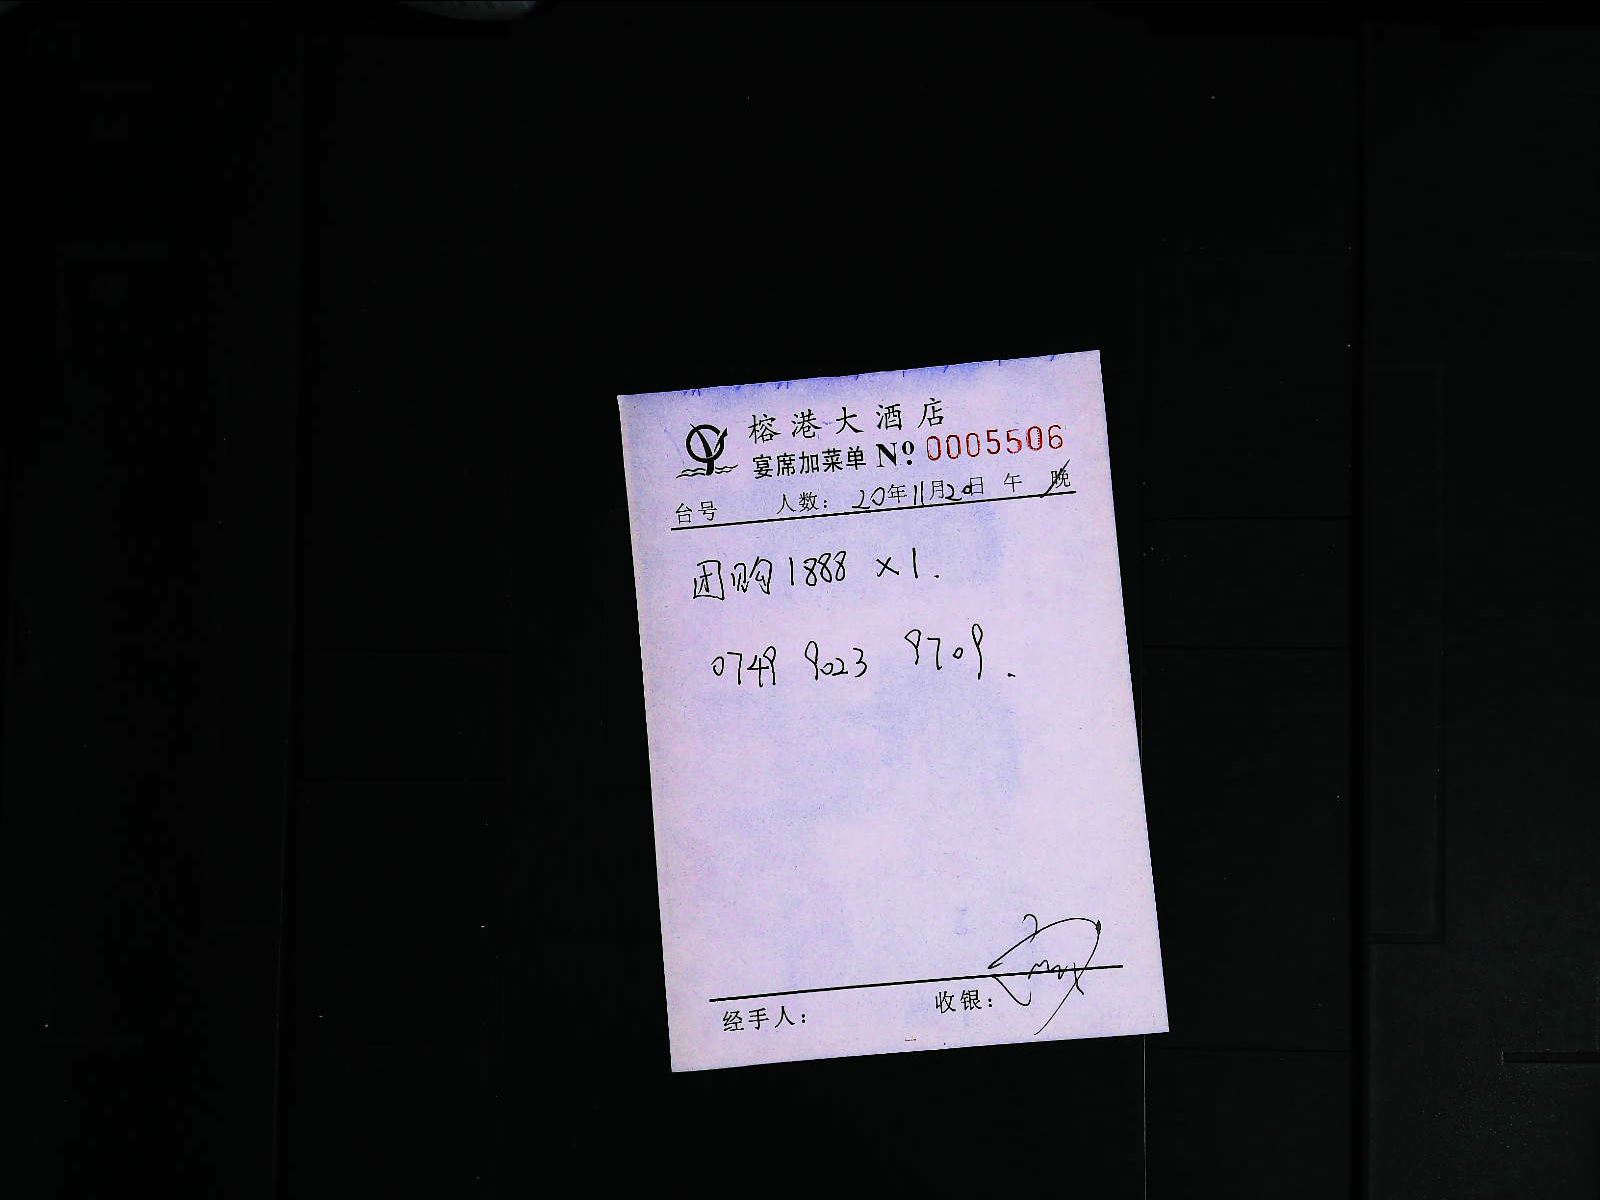 榕港大酒店
宴席加菜单 № 0005506
台号 人数: 20年11月20日 午 晚
团购1888 ×1.
0749 9023 9709.
经手人: 收银: